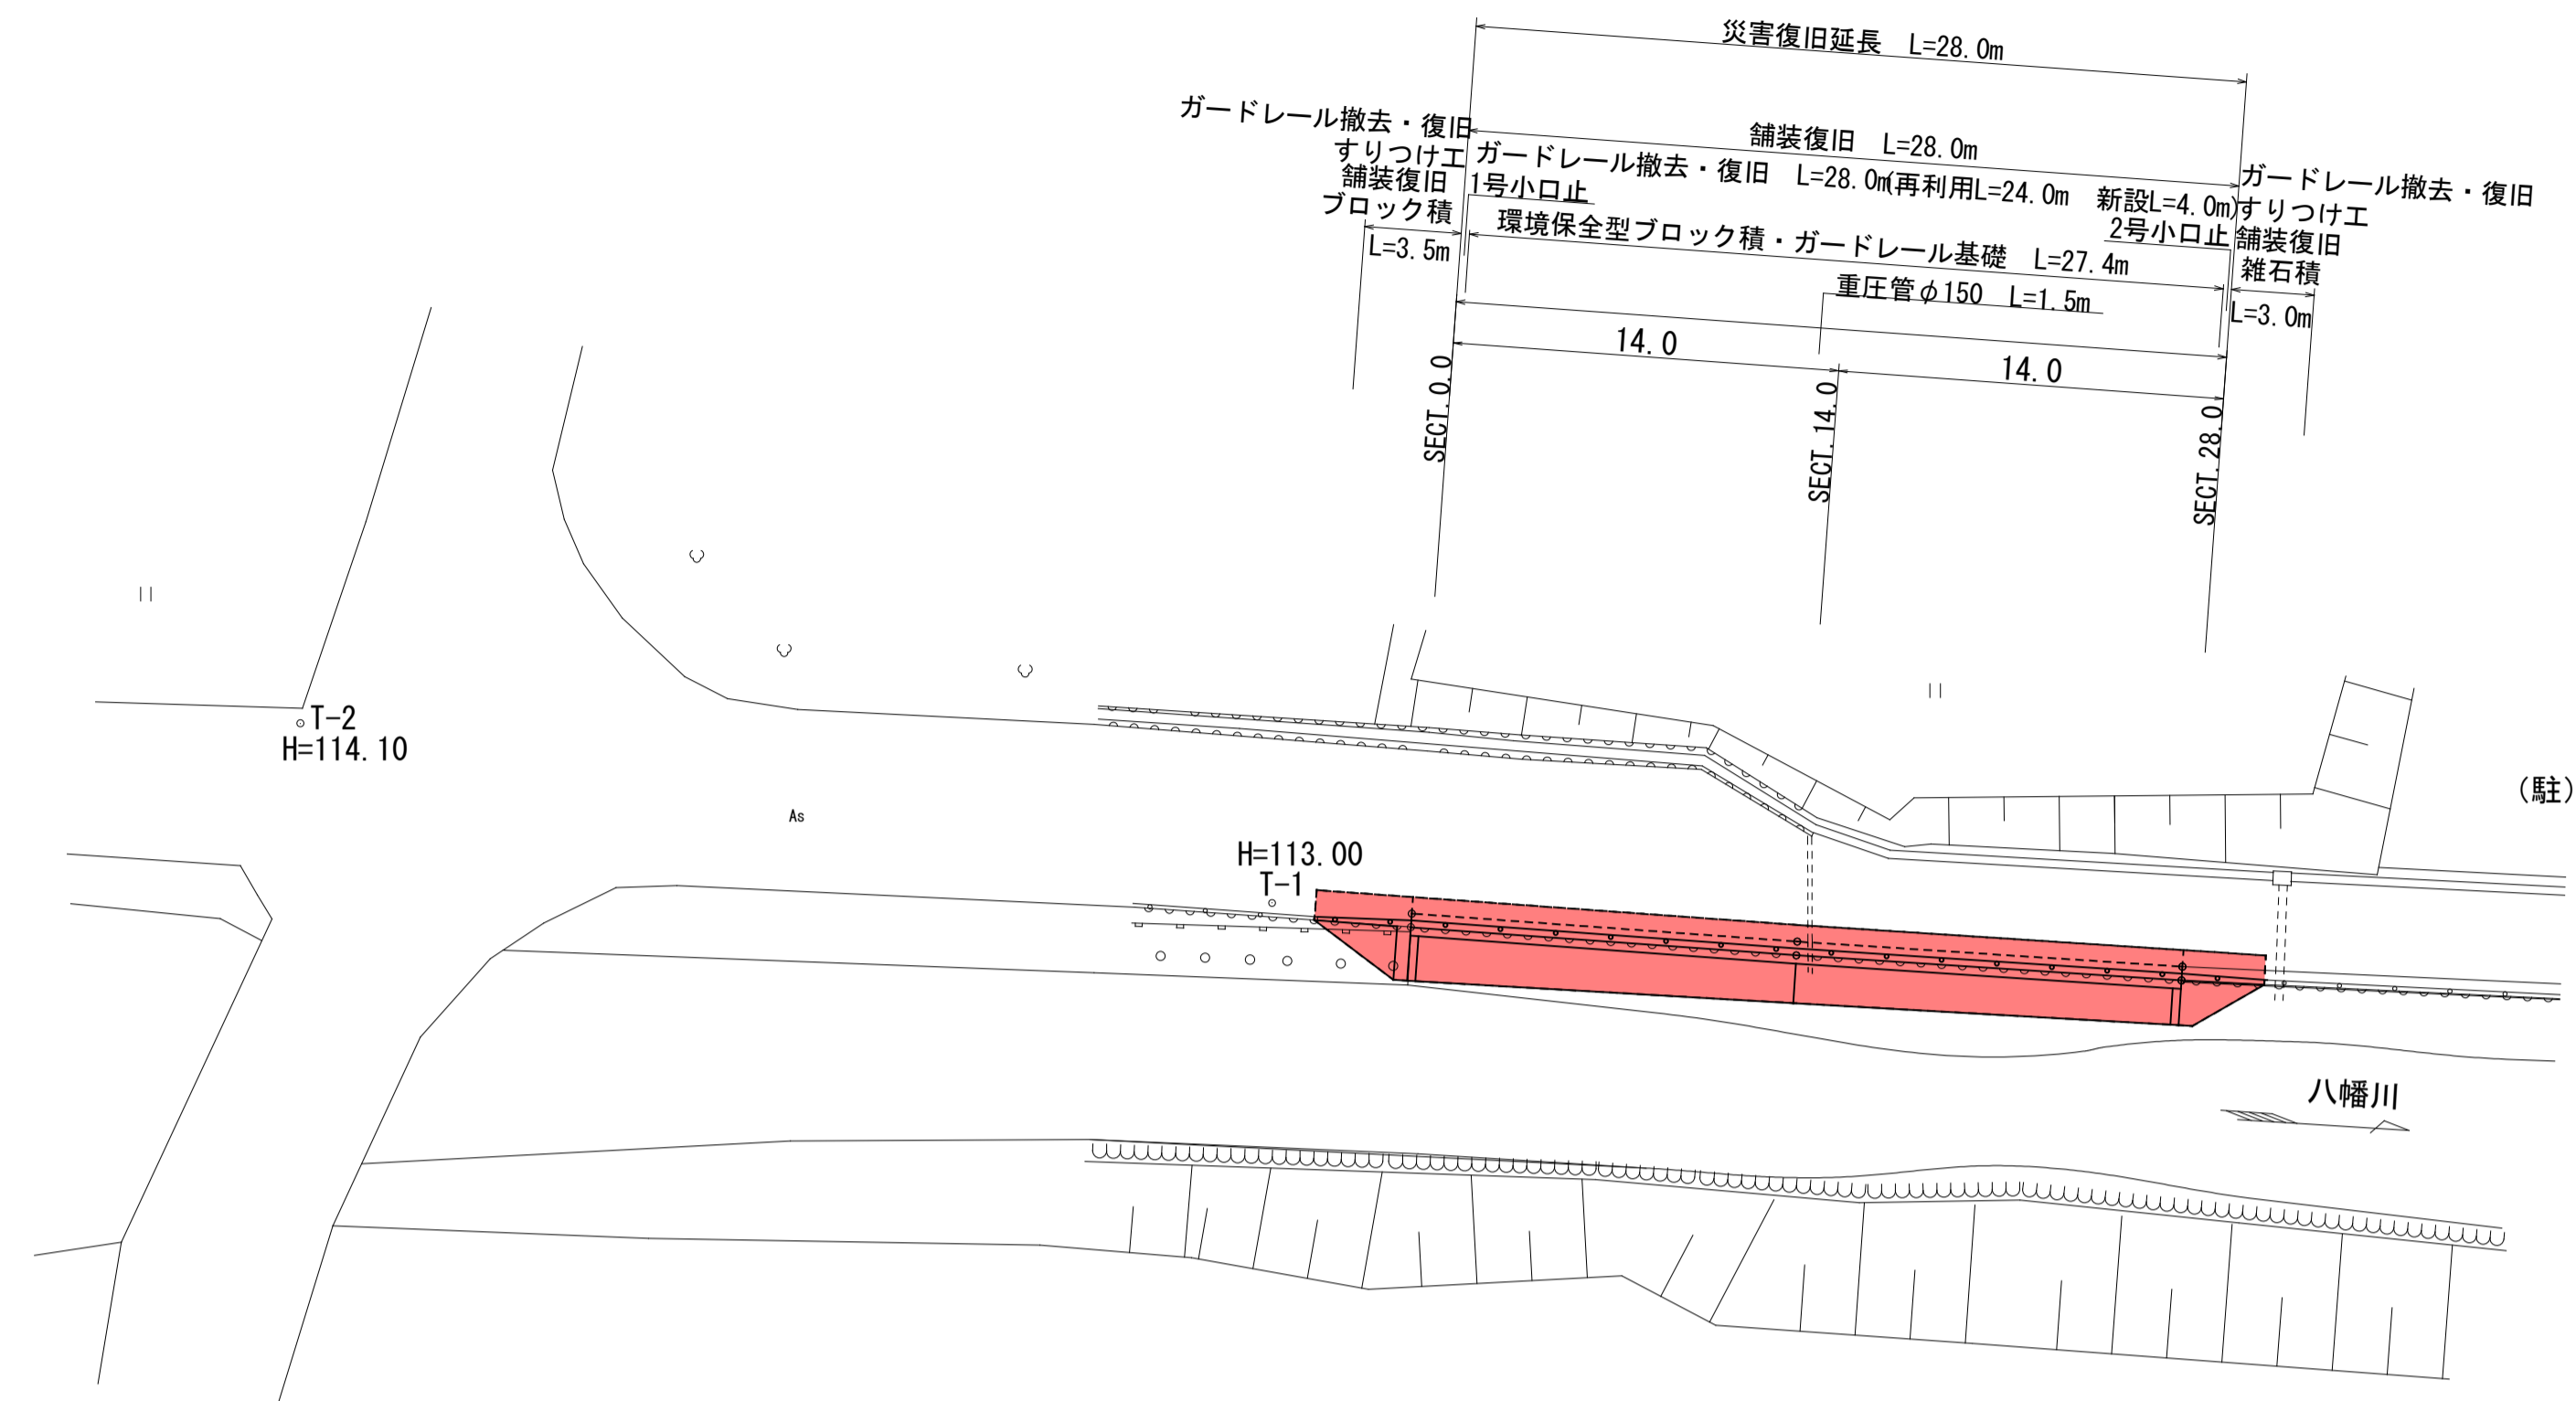 災害復旧延長　L=28.0m
ガードレール撤去・復旧
すりつけ工
舗装復旧
ブロック積
L=3.5m
舗装復旧　L=28.0m
ガードレール撤去・復旧　L=28.0m(再利用L=24.0m　新設L=4.0m)
1号小口止
環境保全型ブロック積・ガードレール基礎　L=27.4m
2号小口止
重圧管φ150　L=1.5m
ガードレール撤去・復旧
すりつけ工
舗装復旧
雑石積
L=3.0m
14.0
14.0
SECT.0.0
SECT.14.0
SECT.28.0
T-2
H=114.10
(駐)
As
H=113.00
T-1
八幡川